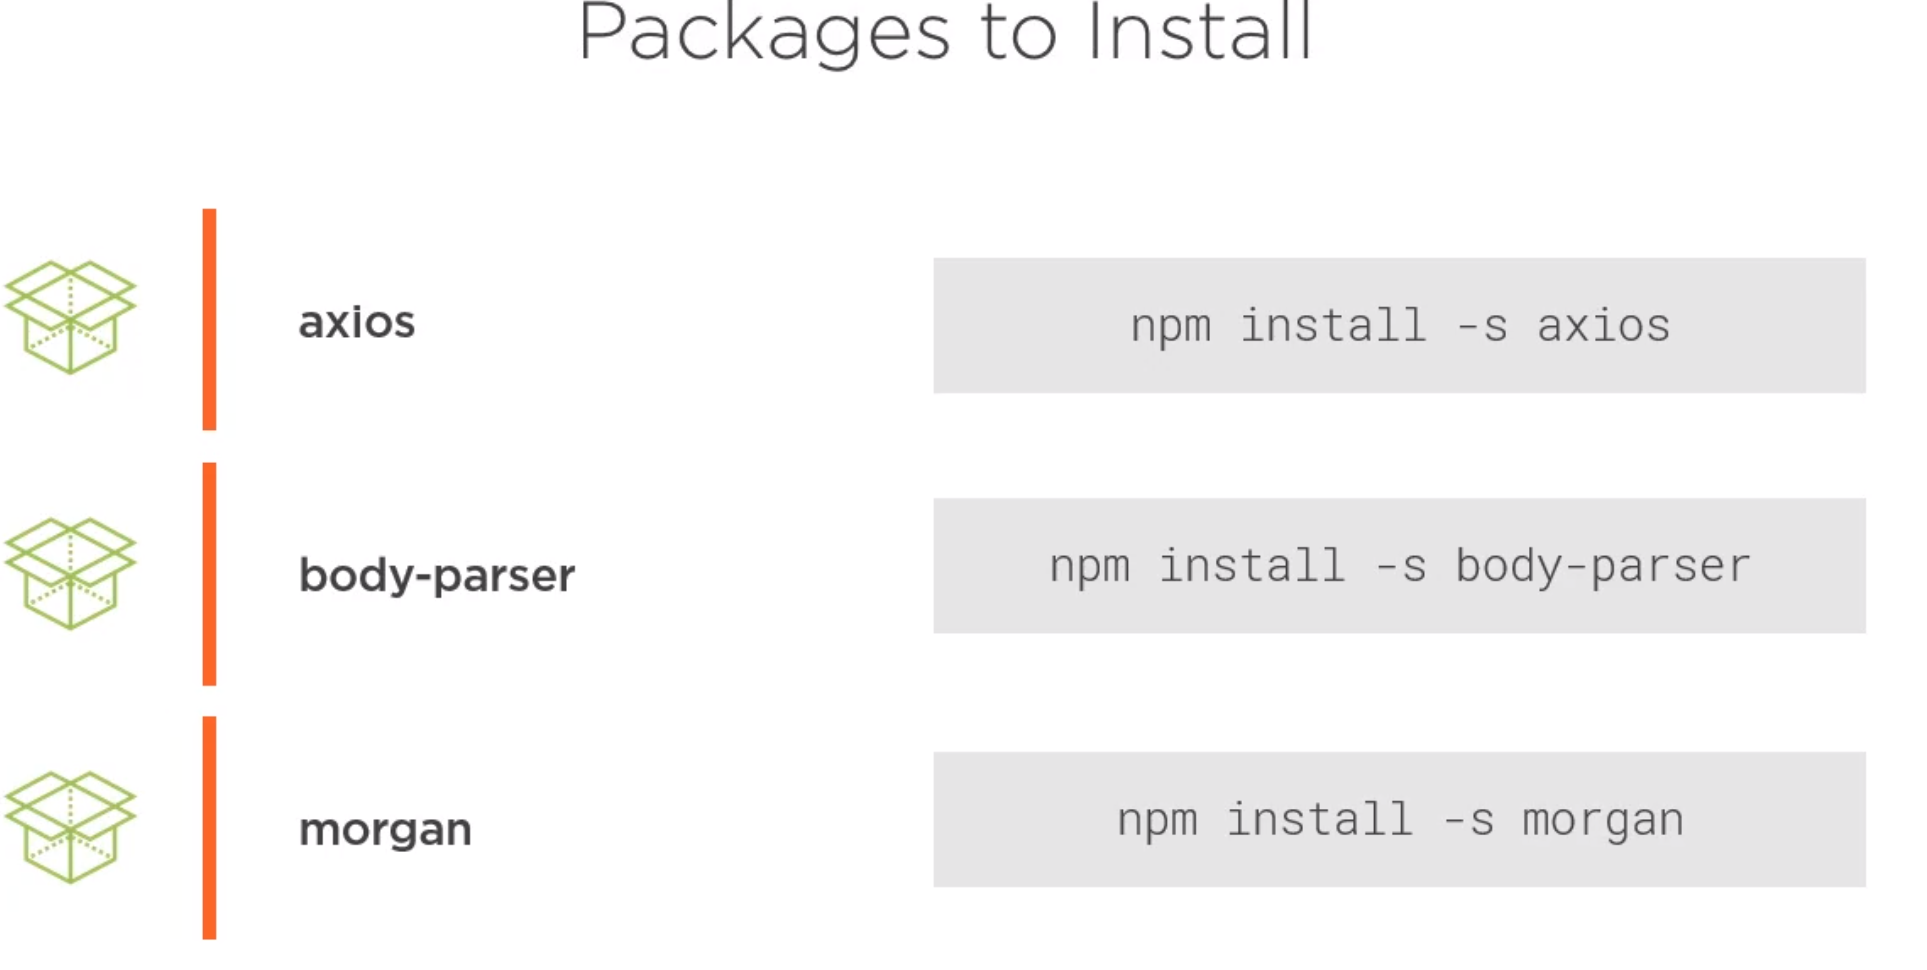 Packages to Install
axios
npm install -s axios
body-parser
npm install -s body-parser
morgan
npm install -s morgan